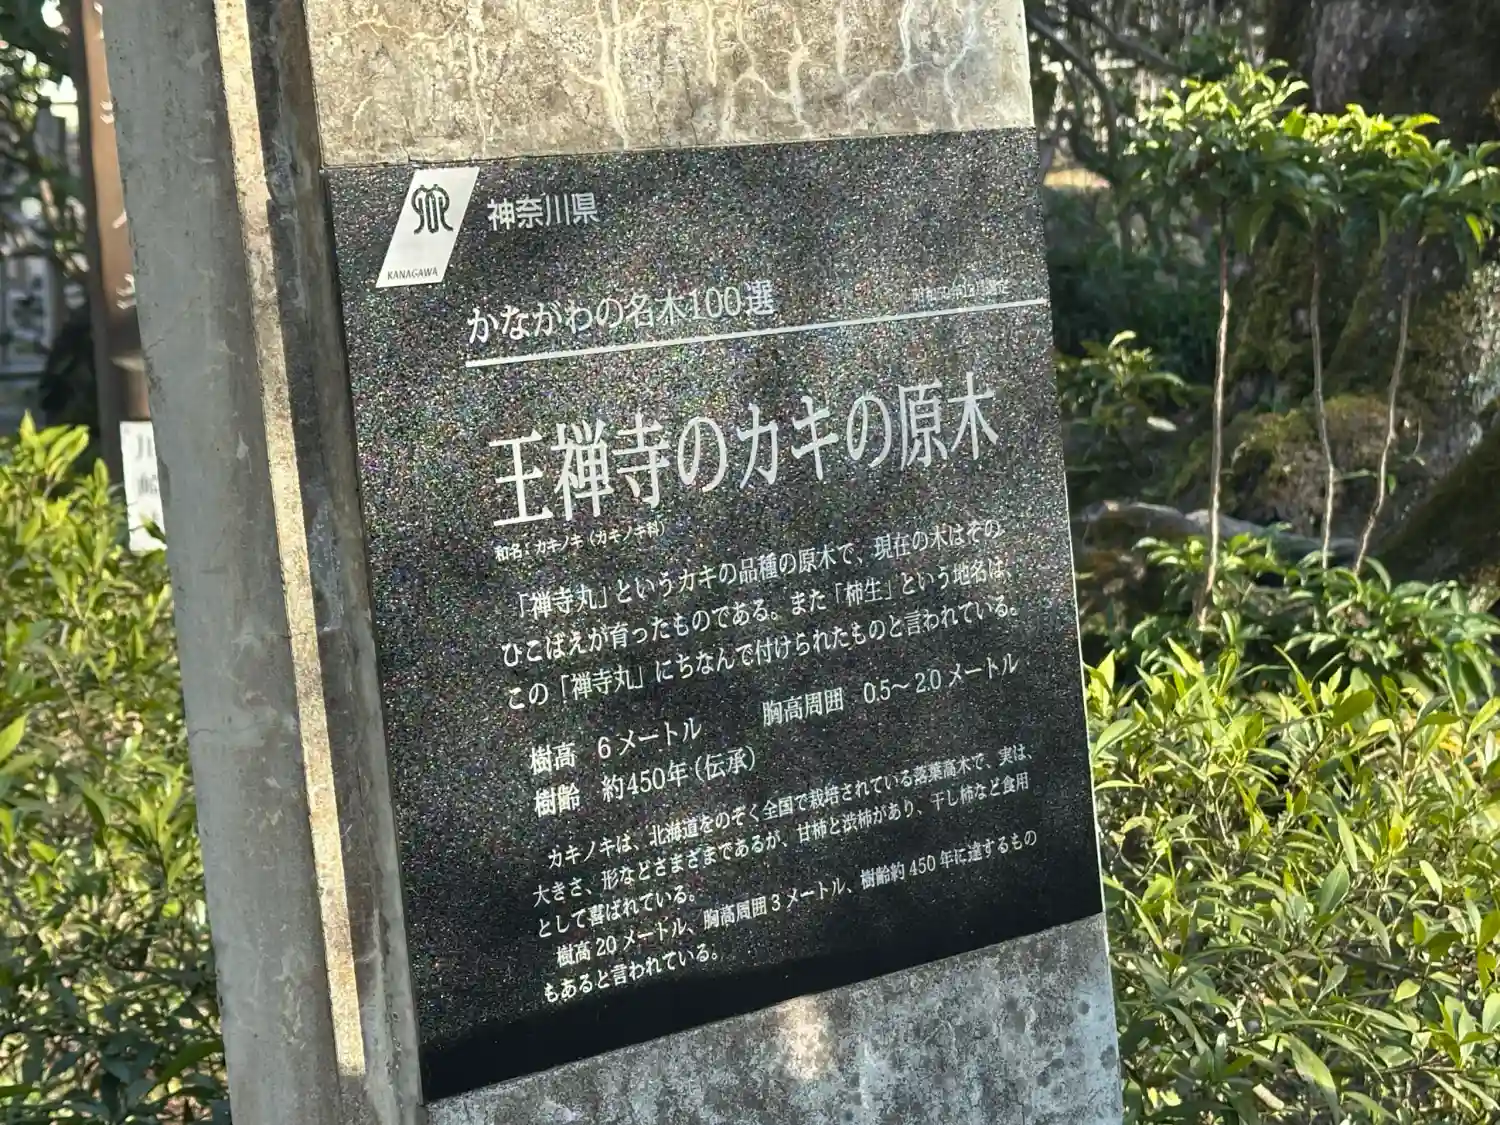 神奈川県
KANAGAWA
かながわの名木100選
王禅寺のカキの原木
和名:カキノキ(カキノキ科)
「禅寺丸」というカキの品種の原木で、現在の木はその
ひこばえが育ったものである。また「柿生」という地名は、
この「禅寺丸」にちなんで付けられたものと言われている。
樹高 6メートル 胸高周囲 0.5〜2.0メートル
樹齢 約450年(伝承)
カキノキは、北海道をのぞく全国で栽培されている落葉高木で、実は、
大きさ、形などさまざまであるが、甘柿と渋柿があり、干し柿など食用
として喜ばれている。
樹高20メートル、胸高周囲3メートル、樹齢約450年に達するもの
もあると言われている。